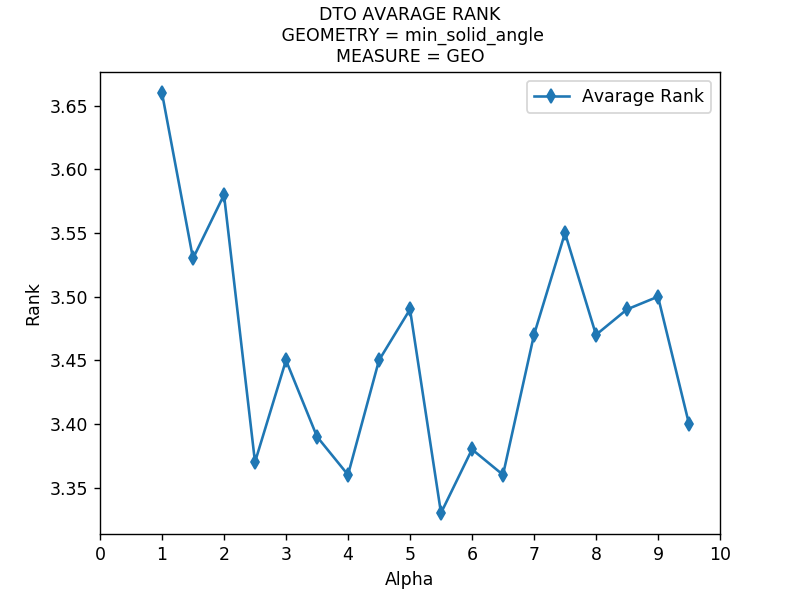 DTO AVARAGE RANK
GEOMETRY = min_solid_angle
MEASURE = GEO
Avarage Rank
3.65
3.60
3.55
3.50
3.45
3.40
3.35
Rank
0 1 2 3 4 5 6 7 8 9 10
Alpha